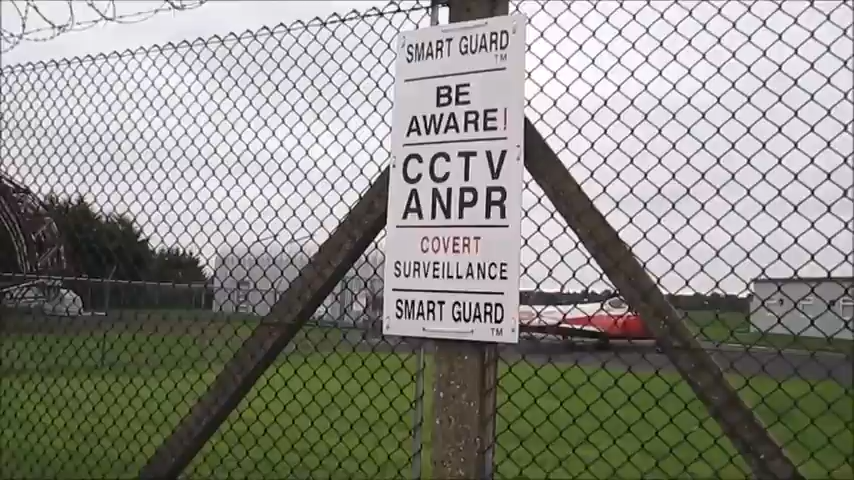 SMART GUARD
TM
BE
AWARE!
CCTV
ANPR
COVERT
SURVEILLANCE
SMART GUARD
TM